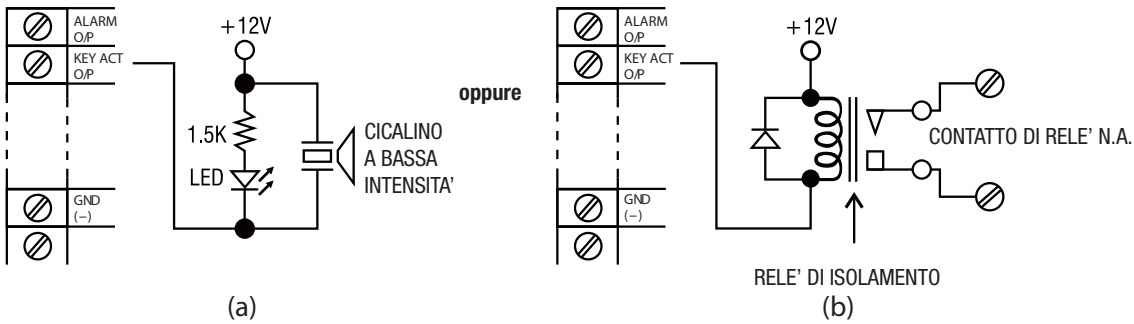 ALARM
O/P
KEY ACT
O/P
GND
(−)
+12V
1.5K
LED
CICALINO
A BASSA
INTENSITA’
(a)
oppure
ALARM
O/P
KEY ACT
O/P
GND
(−)
+12V
CONTATTO DI RELE’ N.A.
RELE’ DI ISOLAMENTO
(b)